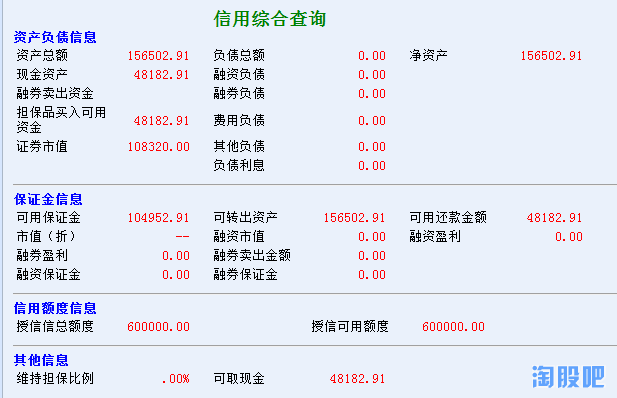 信用综合查询
资产负债信息
资产总额 156502.91 负债总额 0.00 净资产 156502.91
现金资产 48182.91 融资负债 0.00
融券卖出资金 融券负债 0.00
担保品买入可用资金 48182.91 费用负债 0.00
证券市值 108320.00 其他负债 0.00
负债利息 0.00
保证金信息
可用保证金 104952.91 可转出资产 156502.91 可用还款金额 48182.91
市值（折） -- 融资市值 0.00 融资盈利 0.00
融券盈利 0.00 融券卖出金额 0.00
融资保证金 0.00 融券保证金 0.00
信用额度信息
授信信总额度 600000.00 授信可用额度 600000.00
其他信息
维持担保比例 .00% 可取现金 48182.91
淘股吧